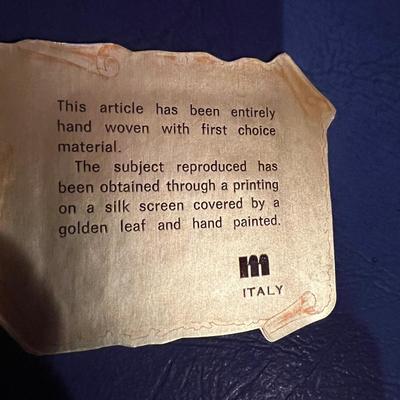 This article has been entirely
hand woven with first choice
material.
The subject reproduced has
been obtained through a printing
on a silk screen covered by a
golden leaf and hand painted.
m
ITALY